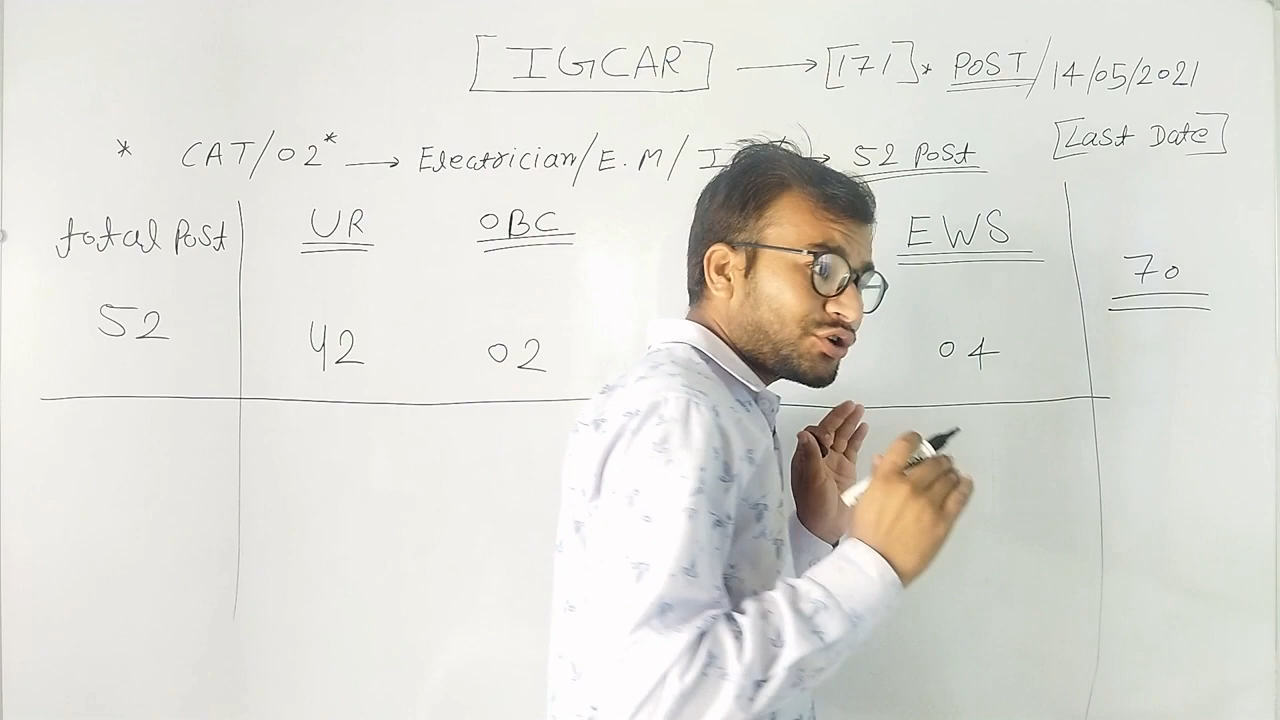 [IGCAR] → [171]* POST/14/05/2021
[Last Date]
* CAT/02* → Electrician/E.M/I → 52 Post
total Post UR OBC EWS
70
52 42 02 04